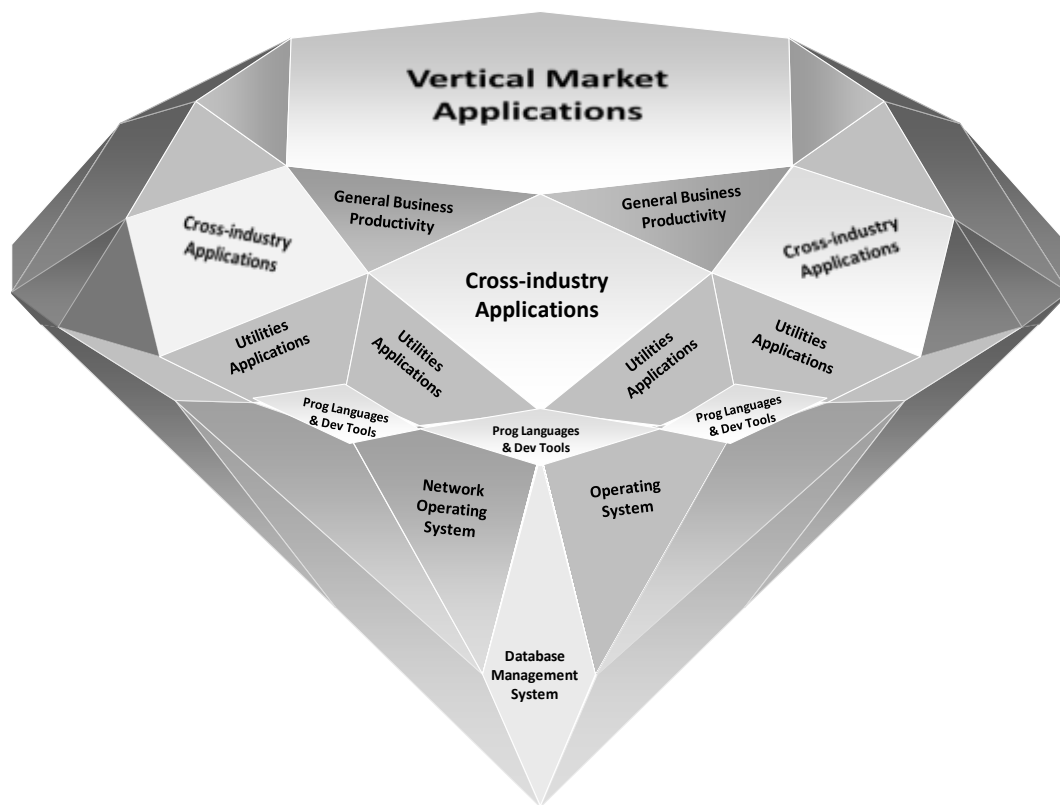 Vertical Market
Applications
General Business
Productivity
General Business
Productivity
Cross-industry
Applications
Cross-industry
Applications
Cross-industry
Applications
Utilities
Applications
Utilities
Applications
Utilities
Applications
Utilities
Applications
Prog Languages
& Dev Tools
Prog Languages
& Dev Tools
Prog Languages
& Dev Tools
Network
Operating
System
Operating
System
Database
Management
System